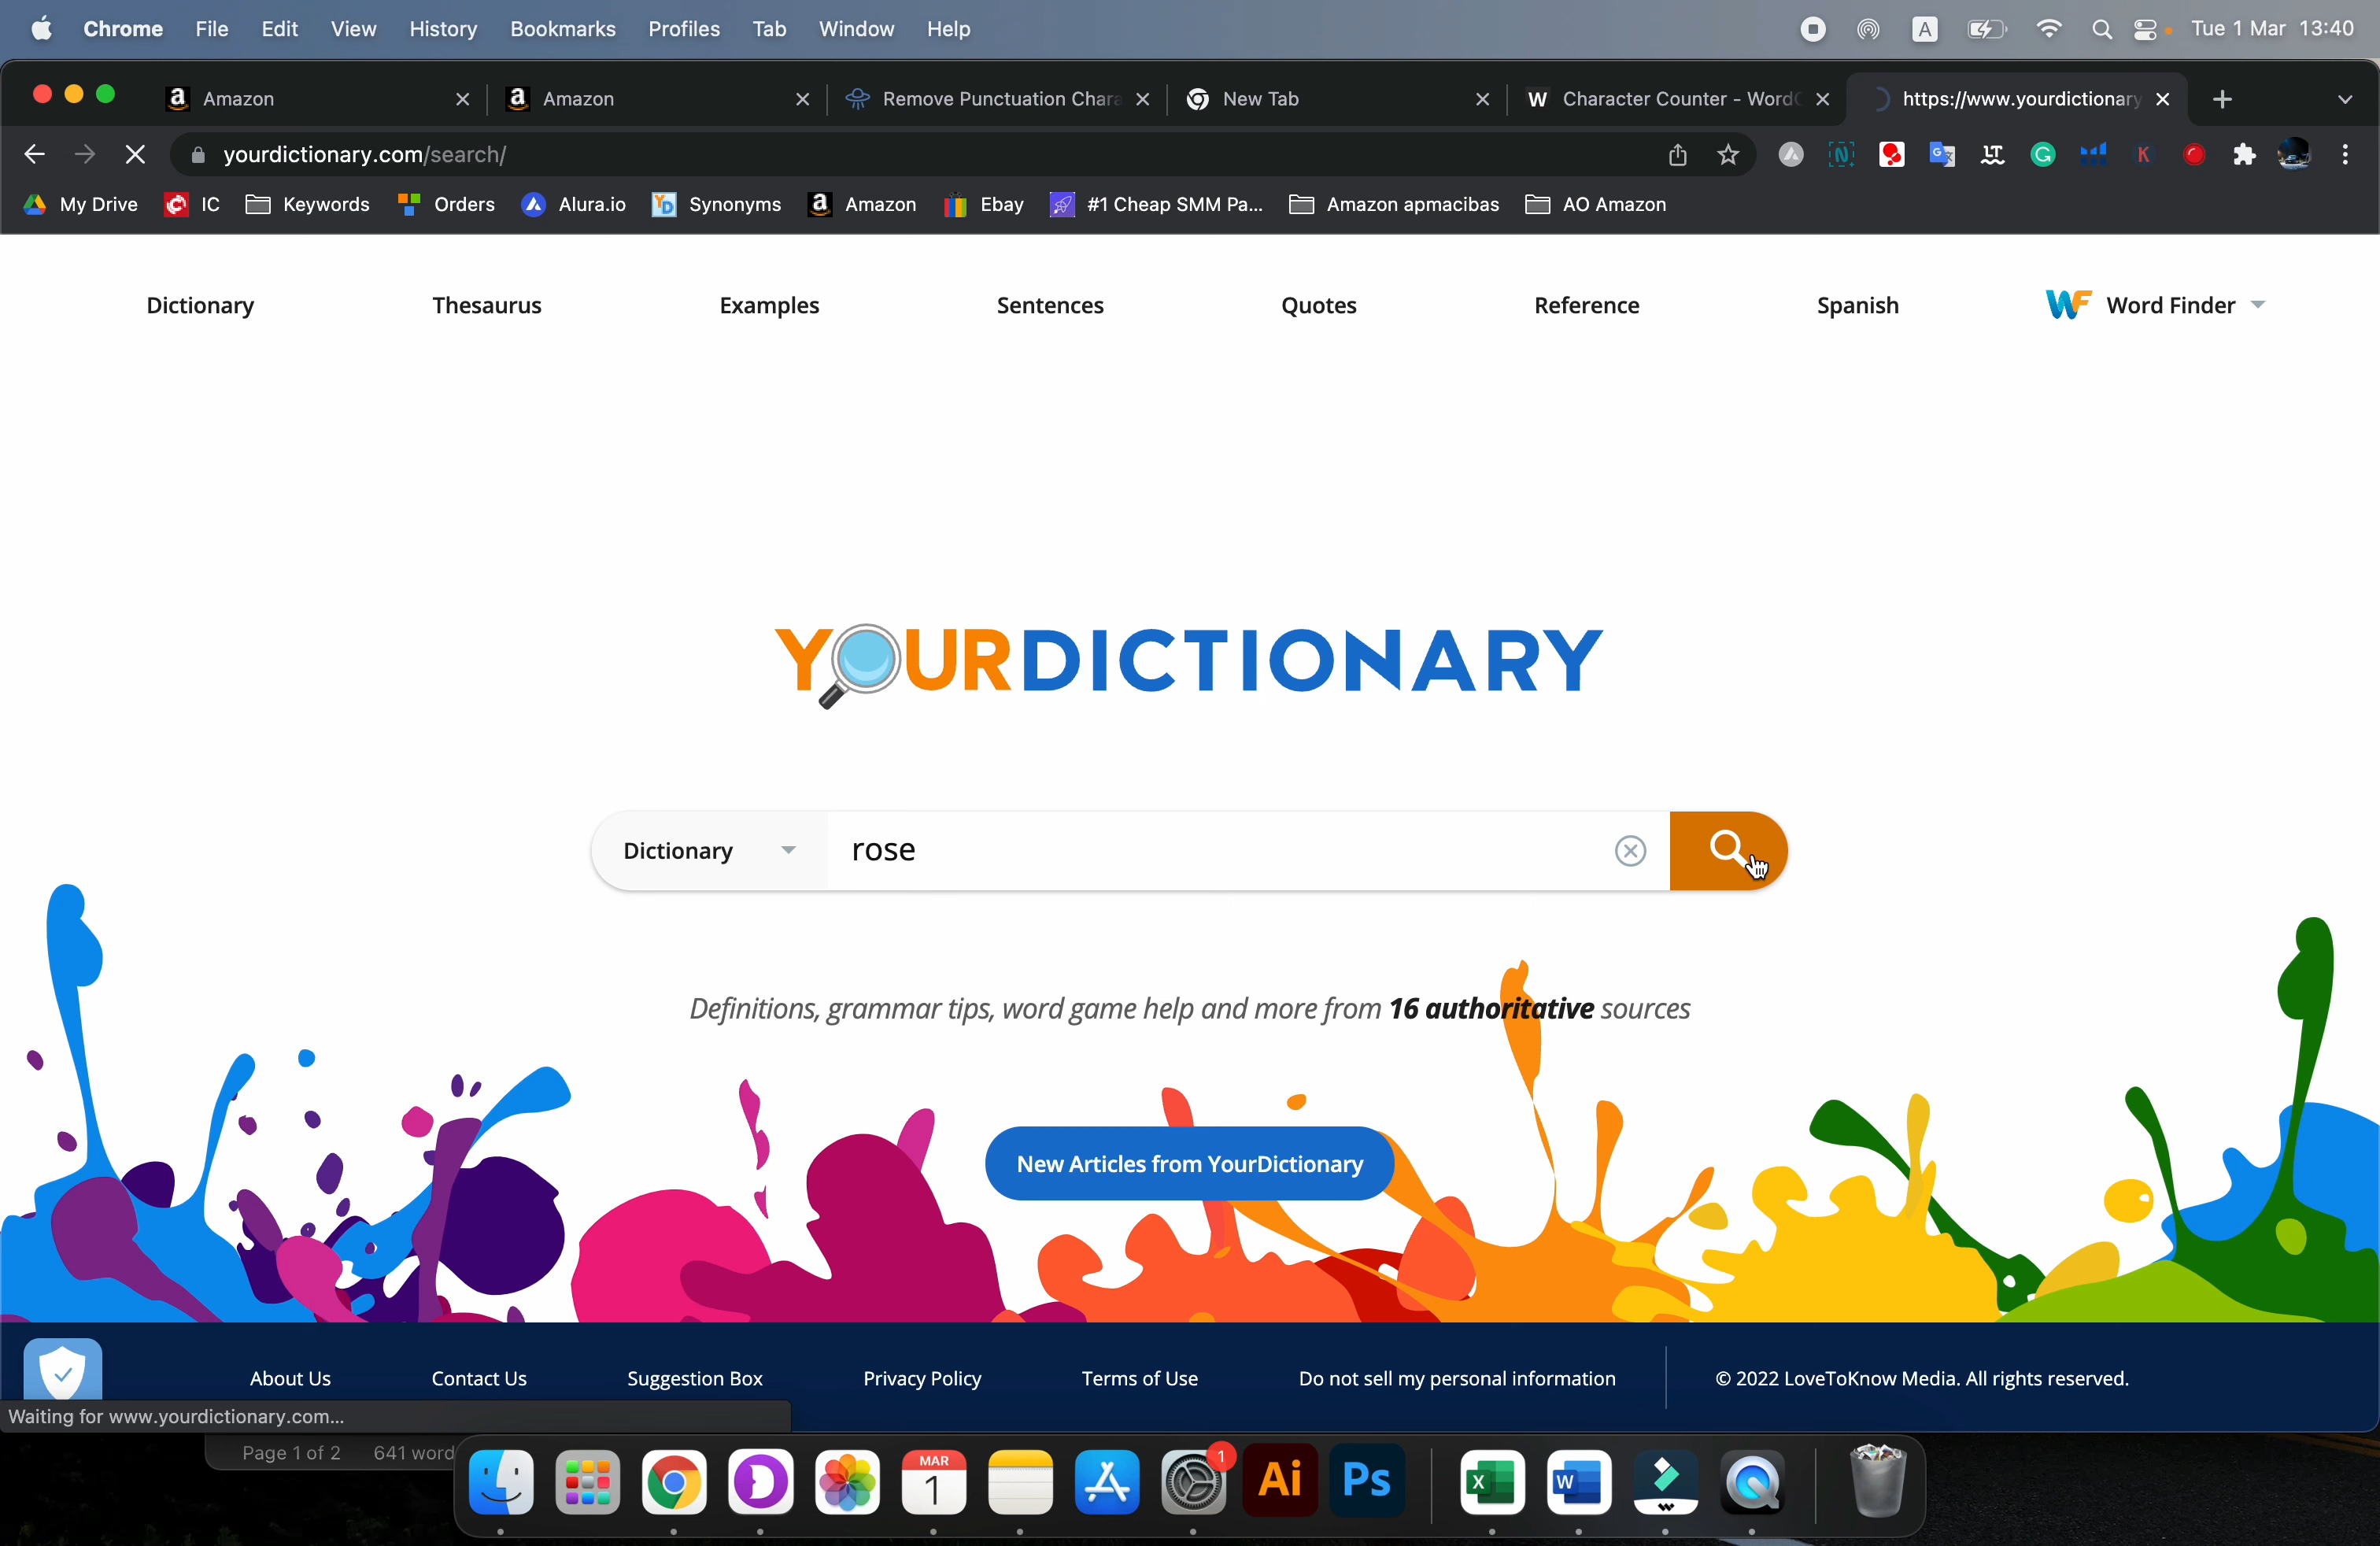 Chrome File Edit View History Bookmarks Profiles Tab Window Help A Tue 1 Mar 13:40
a Amazon a Amazon Remove Punctuation Chara New Tab W Character Counter - WordC https://www.yourdictionary
yourdictionary.com/search/
My Drive IC Keywords Orders Alura.io YD Synonyms a Amazon Ebay #1 Cheap SMM Pa... Amazon apmacibas AO Amazon
Dictionary Thesaurus Examples Sentences Quotes Reference Spanish WF Word Finder
YOURDICTIONARY
Dictionary rose
Definitions, grammar tips, word game help and more from 16 authoritative sources
New Articles from YourDictionary
About Us Contact Us Suggestion Box Privacy Policy Terms of Use Do not sell my personal information © 2022 LoveToKnow Media. All rights reserved.
Waiting for www.yourdictionary.com...
Page 1 of 2 641 word
MAR
1
1
Ai Ps X W